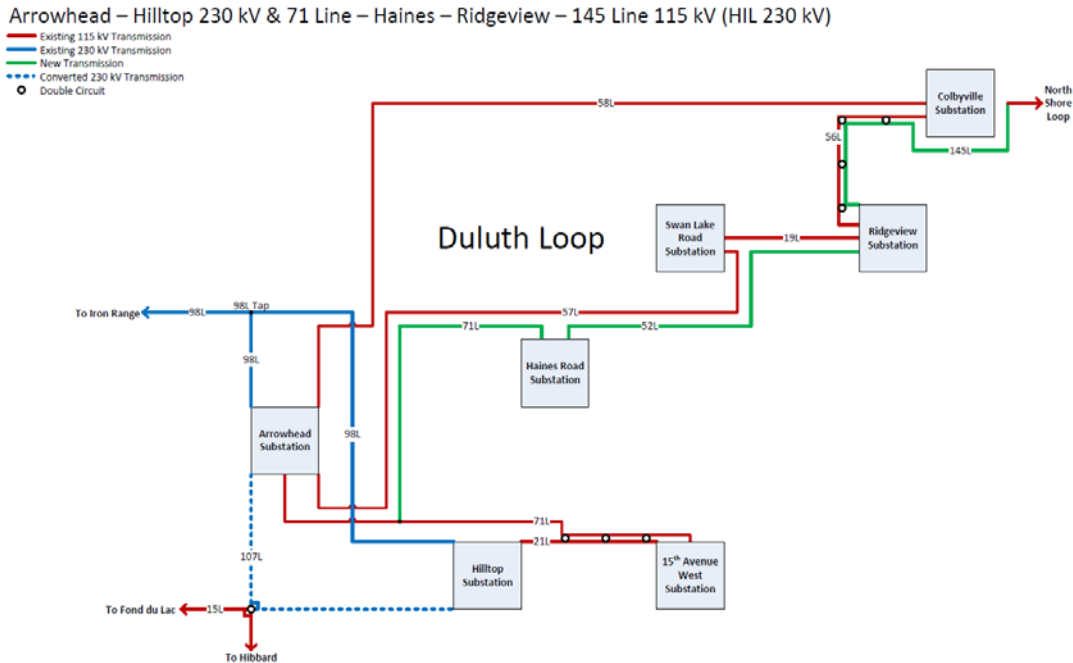 Arrowhead – Hilltop 230 kV & 71 Line – Haines – Ridgeview – 145 Line 115 kV (HIL 230 kV)
Existing 115 kV Transmission
Existing 230 kV Transmission
New Transmission
Converted 230 kV Transmission
Double Circuit
58L
Colbyville
Substation
North
Shore
Loop
56L
145L
Duluth Loop
Swan Lake
Road
Substation
19L
Ridgeview
Substation
To Iron Range
98L
98L Tap
57L
71L
52L
98L
Haines Road
Substation
Arrowhead
Substation
98L
71L
21L
107L
Hilltop
Substation
15th Avenue
West
Substation
To Fond du Lac
15L
To Hibbard